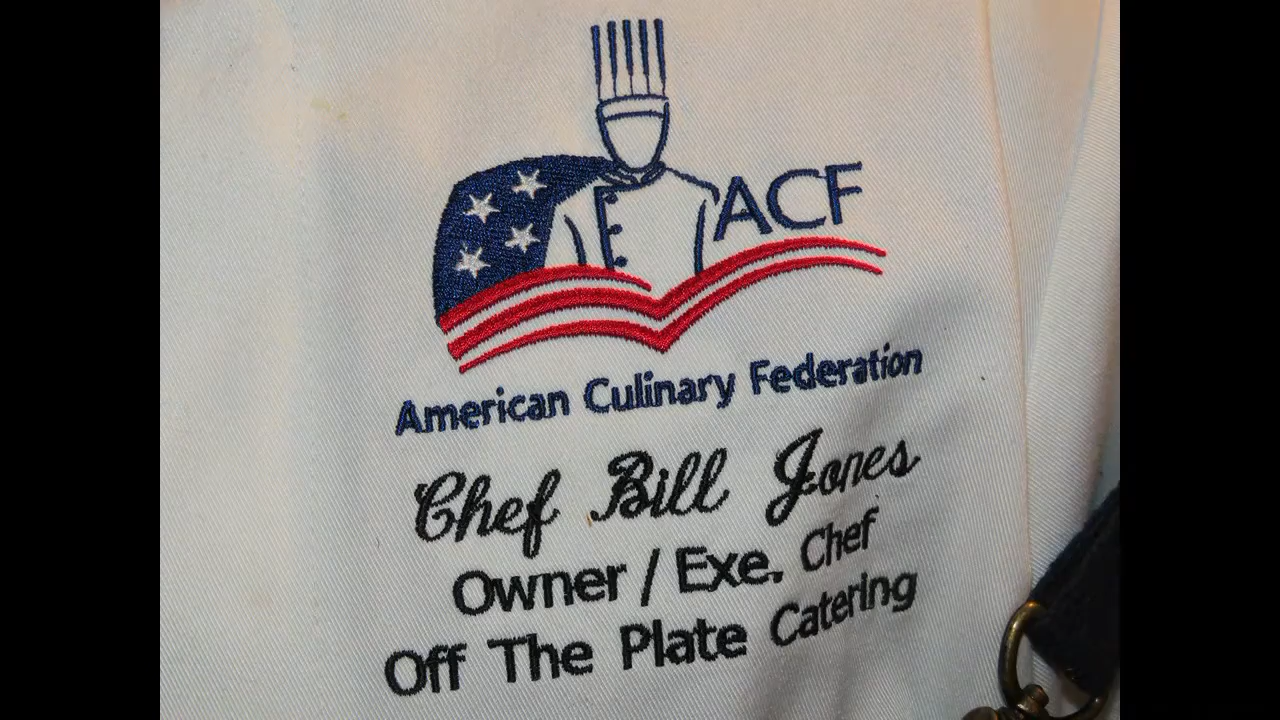 ACF
American Culinary Federation
Chef Bill Jones
Owner / Exe. Chef
Off The Plate Catering